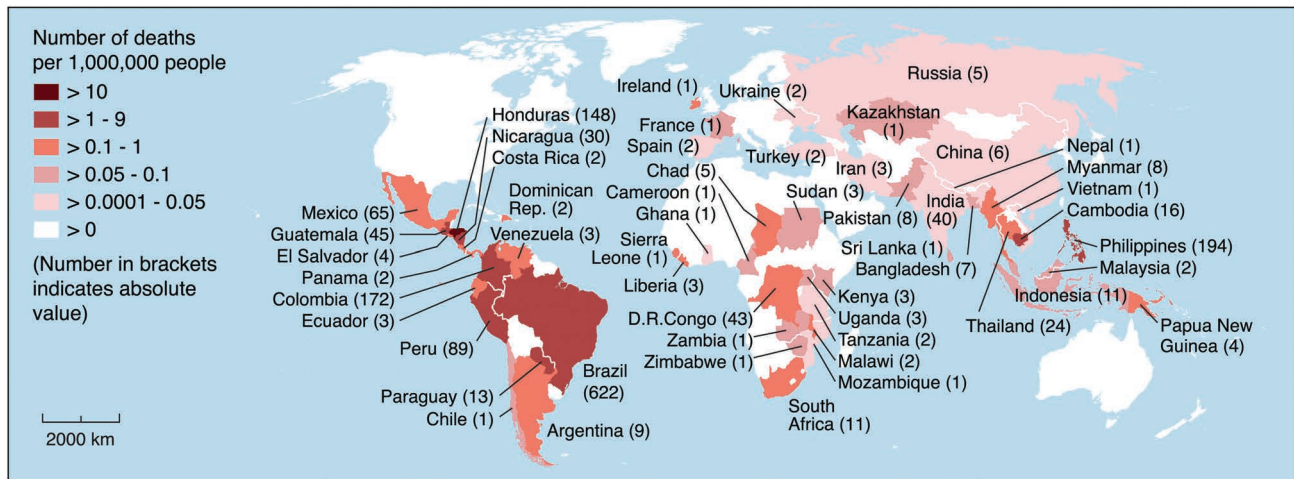 Number of deaths
per 1,000,000 people
> 10
> 1 - 9
> 0.1 - 1
> 0.05 - 0.1
> 0.0001 - 0.05
> 0
(Number in brackets
indicates absolute
value)
2000 km
Honduras (148)
Nicaragua (30)
Costa Rica (2)
Dominican
Rep. (2)
Mexico (65)
Guatemala (45)
El Salvador (4)
Panama (2)
Colombia (172)
Ecuador (3)
Venezuela (3)
Peru (89)
Brazil
(622)
Paraguay (13)
Chile (1)
Argentina (9)
Ireland (1)
Ukraine (2)
Russia (5)
France (1)
Spain (2)
Kazakhstan
(1)
Turkey (2)
Iran (3)
China (6)
Nepal (1)
Myanmar (8)
Vietnam (1)
Cambodia (16)
Chad (5)
Cameroon (1)
Ghana (1)
Sudan (3)
Pakistan (8)
India
(40)
Sierra
Leone (1)
Liberia (3)
Sri Lanka (1)
Bangladesh (7)
Philippines (194)
Malaysia (2)
Indonesia (11)
Thailand (24)
Papua New
Guinea (4)
D.R.Congo (43)
Kenya (3)
Uganda (3)
Zambia (1)
Tanzania (2)
Zimbabwe (1)
Malawi (2)
Mozambique (1)
South
Africa (11)